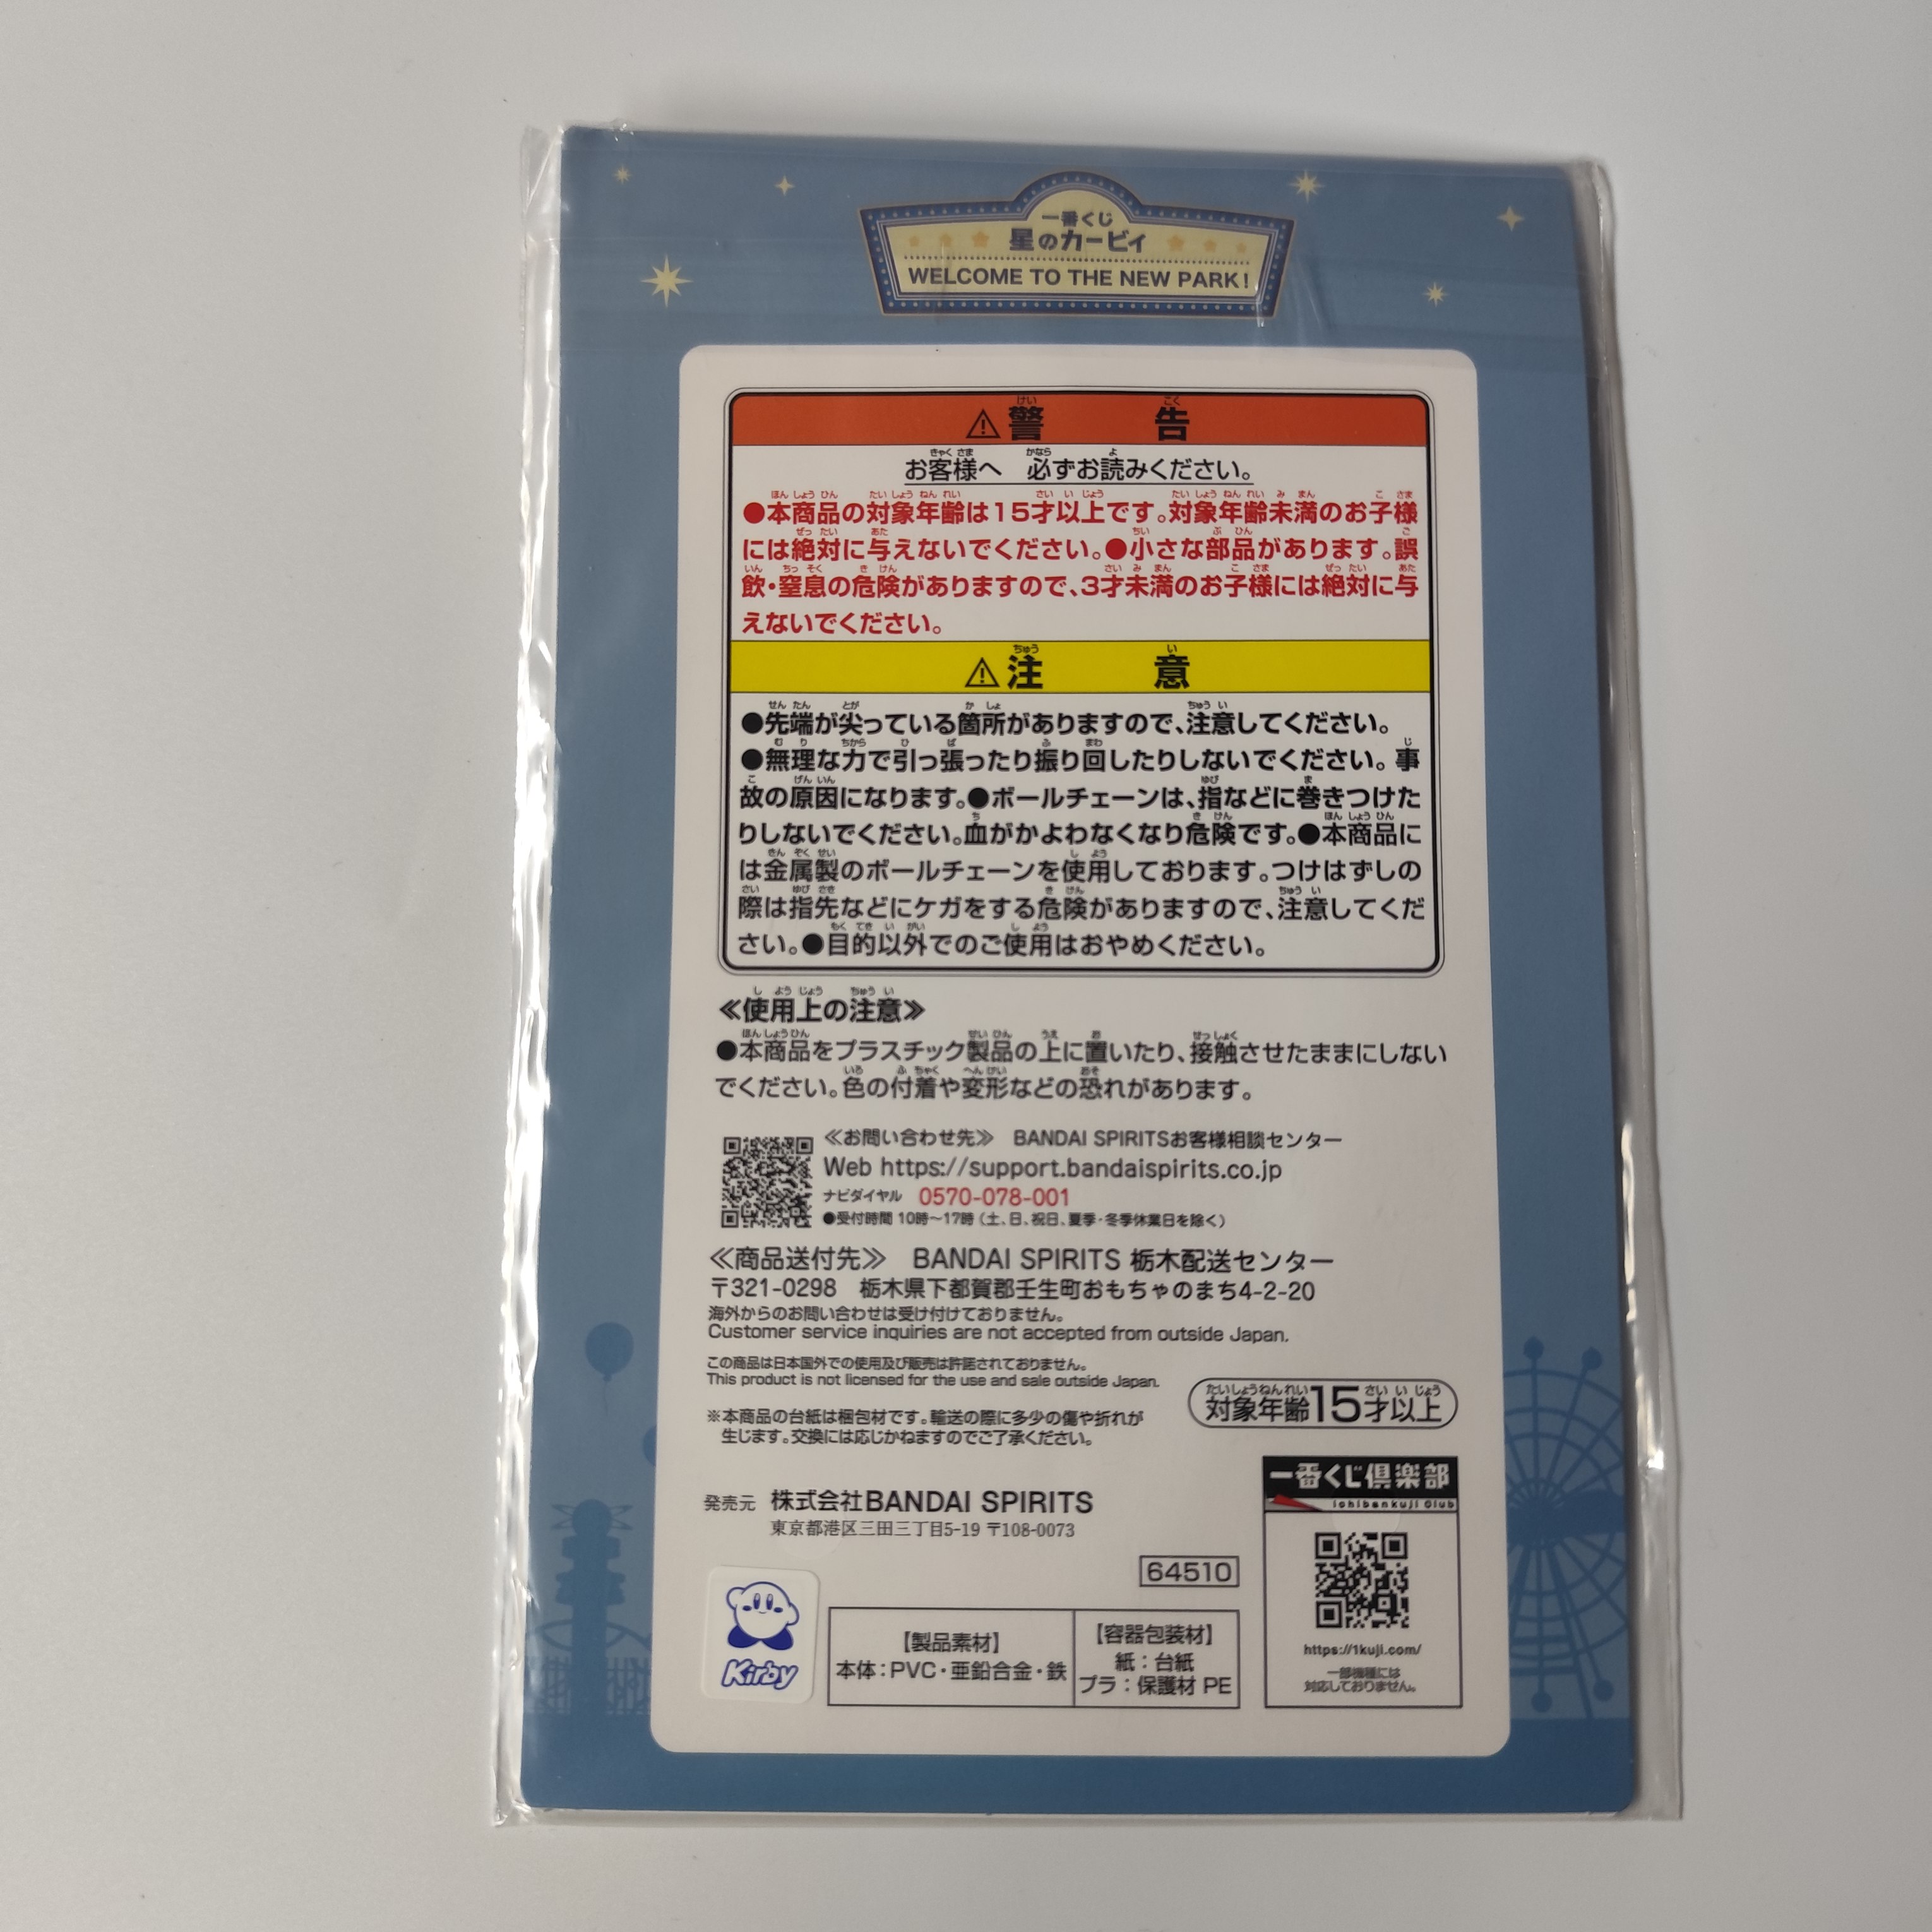 一番くじ
星のカービィ
WELCOME TO THE NEW PARK!
⚠警告
お客様へ 必ずお読みください。
●本商品の対象年齢は15才以上です。対象年齢未満のお子様
には絶対に与えないでください。●小さな部品があります。誤
飲・窒息の危険がありますので、3才未満のお子様には絶対に与
えないでください。
⚠注意
●先端が尖っている箇所がありますので、注意してください。
●無理な力で引っ張ったり振り回したりしないでください。事
故の原因になります。●ボールチェーンは、指などに巻きつけた
りしないでください。血がかよわなくなり危険です。●本商品に
は金属製のボールチェーンを使用しております。つけはずしの
際は指先などにケガをする危険がありますので、注意してくだ
さい。●目的以外でのご使用はおやめください。
≪使用上の注意≫
●本商品をプラスチック製品の上に置いたり、接触させたままにしない
でください。色の付着や変形などの恐れがあります。
≪お問い合わせ先≫ BANDAI SPIRITSお客様相談センター
Web https://support.bandaispirits.co.jp
ナビダイヤル 0570-078-001
●受付時間 10時～17時（土、日、祝日、夏季・冬季休業日を除く）
≪商品送付先≫ BANDAI SPIRITS 栃木配送センター
〒321-0298 栃木県下都賀郡壬生町おもちゃのまち4-2-20
海外からのお問い合わせは受け付けておりません。
Customer service inquiries are not accepted from outside Japan.
この商品は日本国外での使用及び販売は許諾されておりません。
This product is not licensed for the use and sale outside Japan.
対象年齢15才以上
※本商品の台紙は梱包材です。輸送の際に多少の傷や折れが
生じます。交換には応じかねますのでご了承ください。
発売元 株式会社BANDAI SPIRITS
東京都港区三田三丁目5-19 〒108-0073
64510
一番くじ倶楽部
Ichibankuji Club
https://1kuji.com/
一部機種には
対応しておりません。
Kirby
【製品素材】
本体：PVC・亜鉛合金・鉄
【容器包装材】
紙：台紙
プラ：保護材 PE